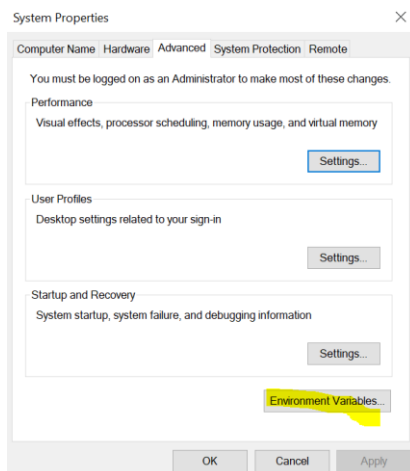 System Properties
Computer Name Hardware Advanced System Protection Remote
You must be logged on as an Administrator to make most of these changes.
Performance
Visual effects, processor scheduling, memory usage, and virtual memory
Settings...
User Profiles
Desktop settings related to your sign-in
Settings...
Startup and Recovery
System startup, system failure, and debugging information
Settings...
Environment Variables...
OK Cancel Apply